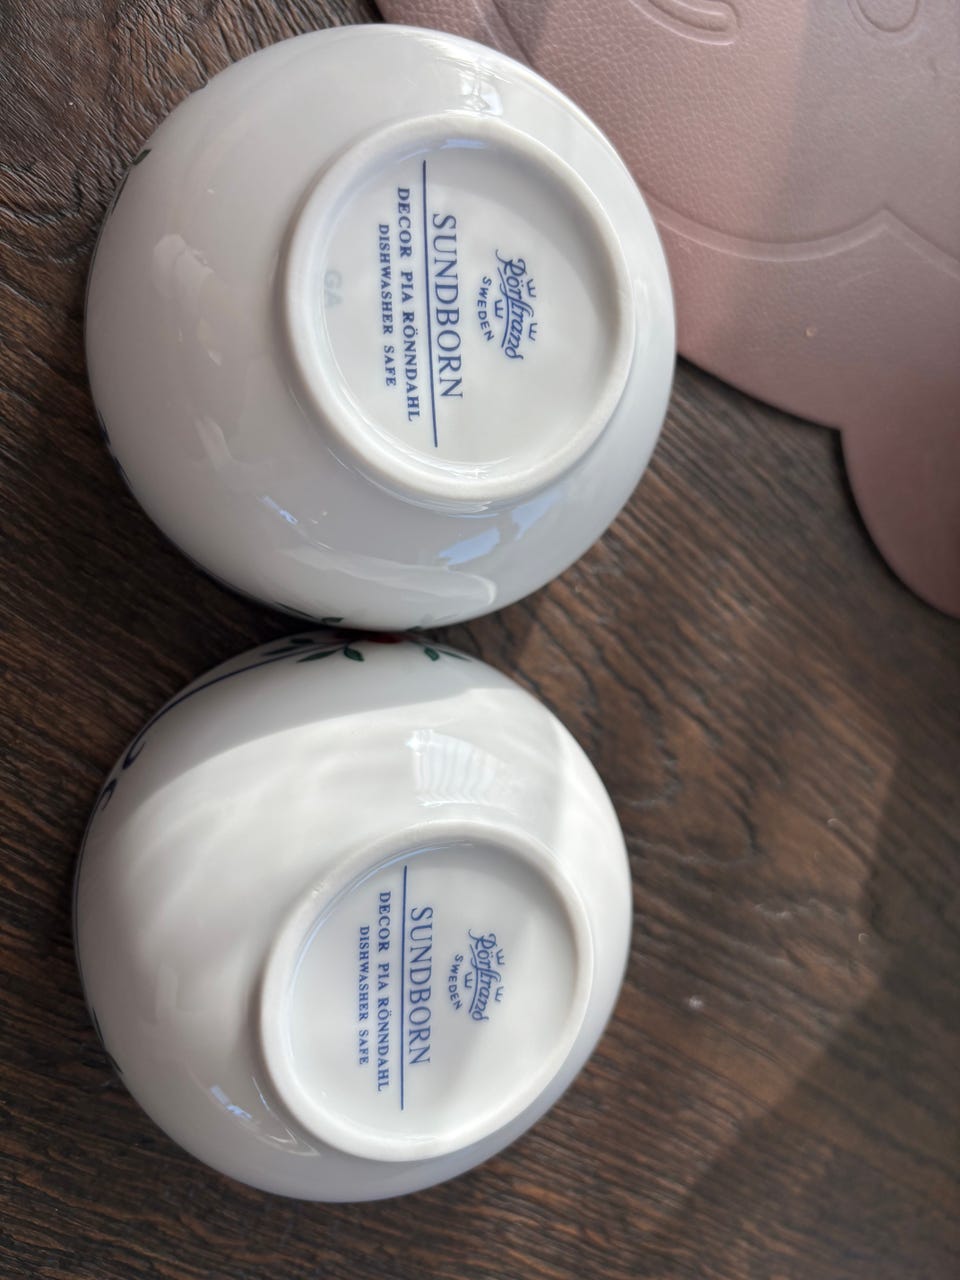 Rörstrand
SWEDEN
SUNDBORN
DECOR PIA RÖNNDAHL
DISHWASHER SAFE
GA
Rörstrand
SWEDEN
SUNDBORN
DECOR PIA RÖNNDAHL
DISHWASHER SAFE